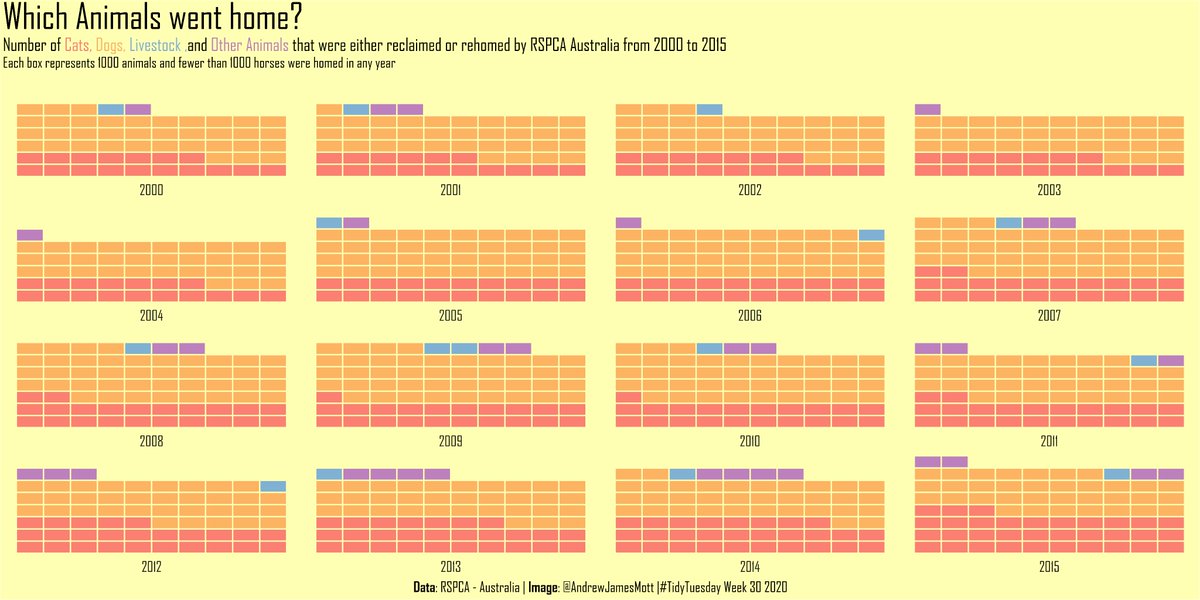 Which Animals went home?
Number of Cats, Dogs, Livestock ,and Other Animals that were either reclaimed or rehomed by RSPCA Australia from 2000 to 2015
Each box represents 1000 animals and fewer than 1000 horses were homed in any year
2000 2001 2002 2003
2004 2005 2006 2007
2008 2009 2010 2011
2012 2013 2014 2015
Data: RSPCA - Australia | Image: @AndrewJamesMott |#TidyTuesday Week 30 2020